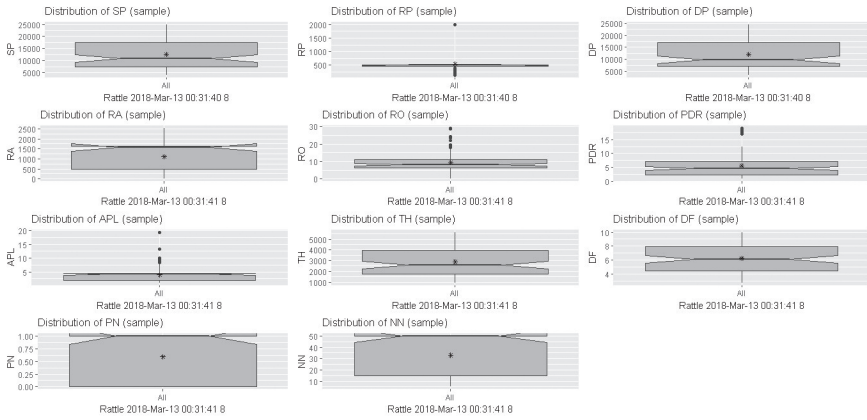 Distribution of SP (sample)
25000
20000
15000
10000
5000
SP
All
Rattle 2018-Mar-13 00:31:40 8
Distribution of RP (sample)
2000
1500
1000
500
RP
All
Rattle 2018-Mar-13 00:31:40 8
Distribution of DP (sample)
25000
20000
15000
10000
5000
DP
All
Rattle 2018-Mar-13 00:31:40 8
Distribution of RA (sample)
2500
2000
1500
1000
500
0
RA
All
Rattle 2018-Mar-13 00:31:41 8
Distribution of RO (sample)
30
20
10
0
RO
All
Rattle 2018-Mar-13 00:31:41 8
Distribution of PDR (sample)
15
10
5
0
PDR
All
Rattle 2018-Mar-13 00:31:41 8
Distribution of APL (sample)
20
15
10
5
APL
All
Rattle 2018-Mar-13 00:31:41 8
Distribution of TH (sample)
5000
4000
3000
2000
1000
TH
All
Rattle 2018-Mar-13 00:31:41 8
Distribution of DF (sample)
10
8
6
4
DF
All
Rattle 2018-Mar-13 00:31:41 8
Distribution of PN (sample)
1.00
0.75
0.50
0.25
0.00
PN
All
Rattle 2018-Mar-13 00:31:41 8
Distribution of NN (sample)
50
40
30
20
10
NN
All
Rattle 2018-Mar-13 00:31:41 8